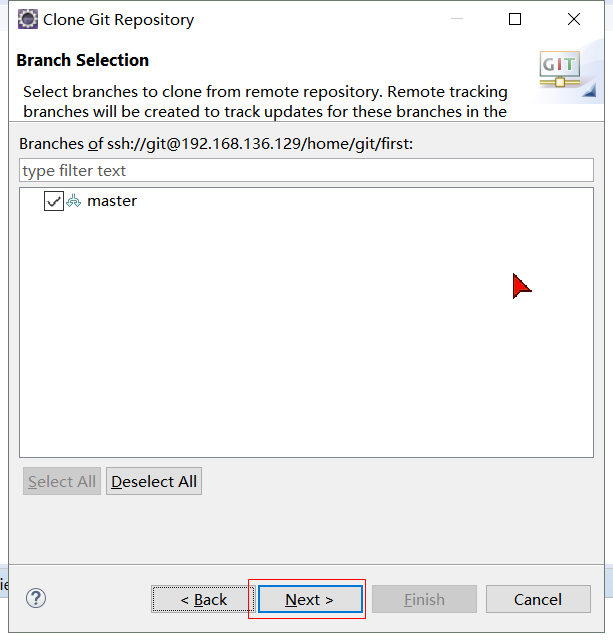 Clone Git Repository
Branch Selection
Select branches to clone from remote repository. Remote tracking
branches will be created to track updates for these branches in the
GIT
Branches of ssh://git@192.168.136.129/home/git/first:
type filter text
master
Select All
Deselect All
< Back
Next >
Finish
Cancel